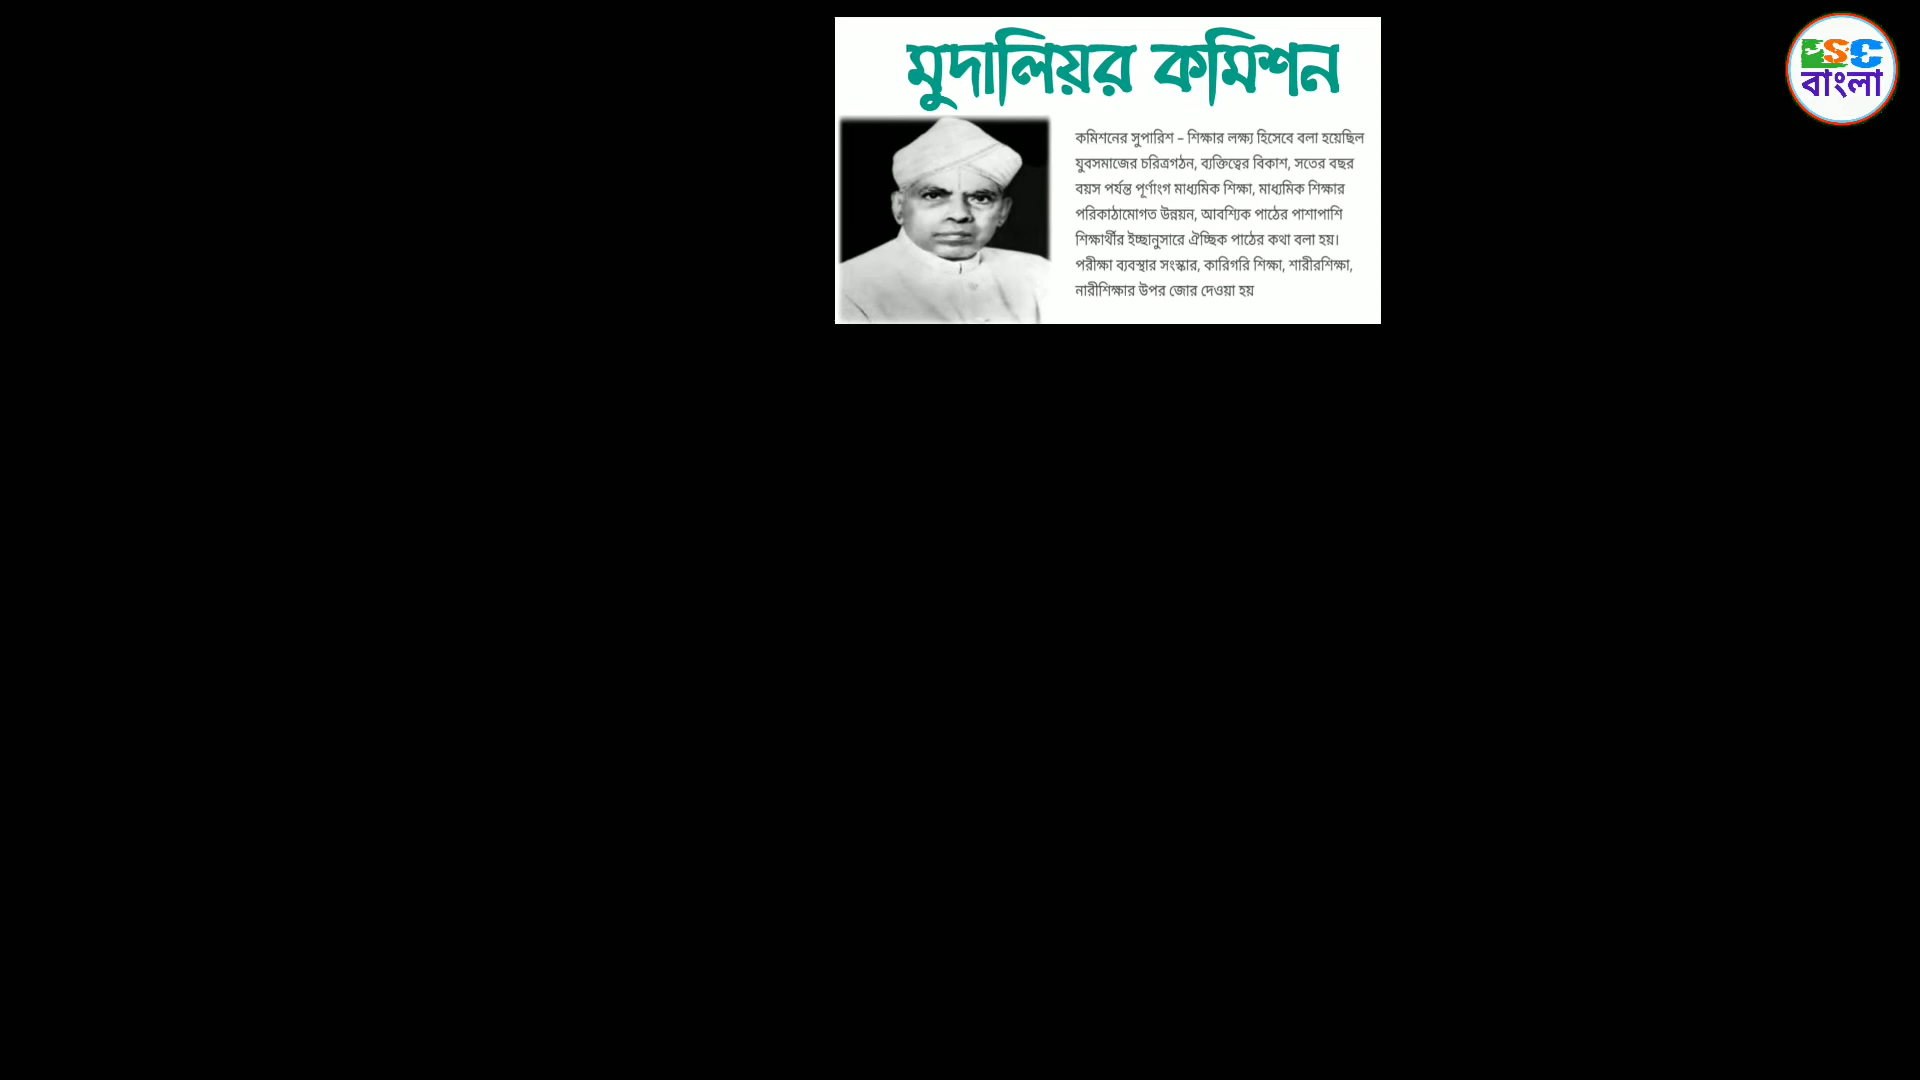 মুদালিয়র কমিশন
কমিশনের সুপারিশ – শিক্ষার লক্ষ্য হিসেবে বলা হয়েছিল
যুবসমাজের চরিত্রগঠন, ব্যক্তিত্বের বিকাশ, সতের বছর
বয়স পর্যন্ত পূর্ণাংগ মাধ্যমিক শিক্ষা, মাধ্যমিক শিক্ষার
পরিকাঠামোগত উন্নয়ন, আবশ্যিক পাঠের পাশাপাশি
শিক্ষার্থীর ইচ্ছানুসারে ঐচ্ছিক পাঠের কথা বলা হয়।
পরীক্ষা ব্যবস্থার সংস্কার, কারিগরি শিক্ষা, শারীরশিক্ষা,
নারীশিক্ষার উপর জোর দেওয়া হয়
ESC
বাংলা